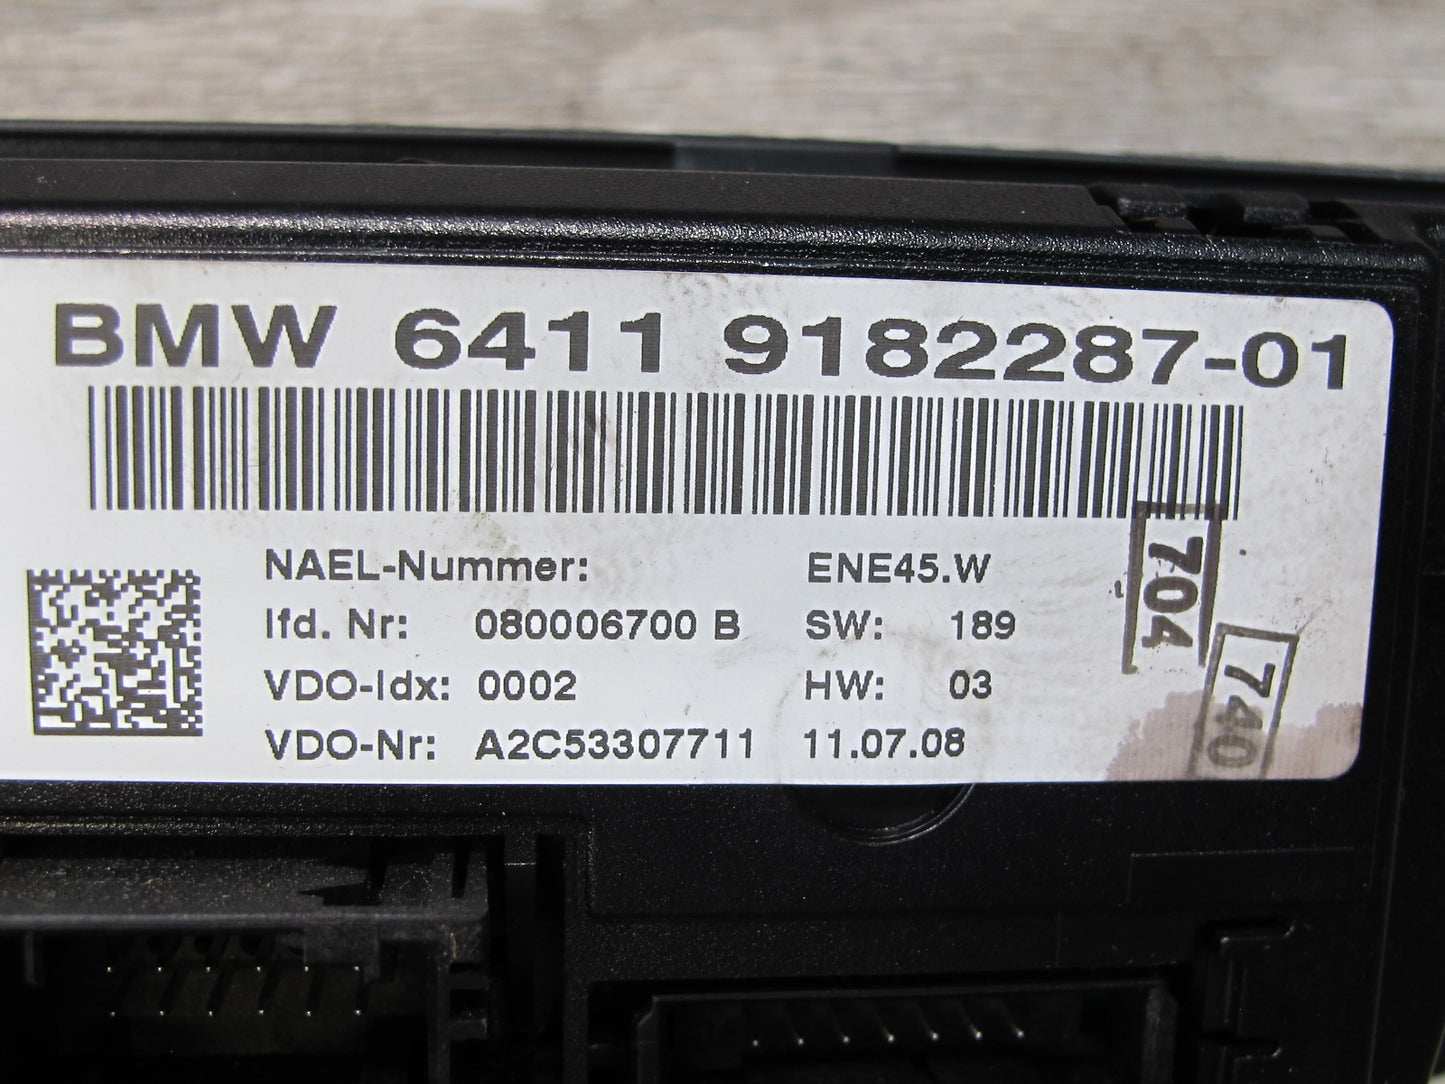 BMW 6411 9182287-01
NAEL-Nummer: ENE45.W
lfd. Nr: 080006700 B SW: 189
VDO-Idx: 0002 HW: 03
VDO-Nr: A2C53307711 11.07.08
704
740